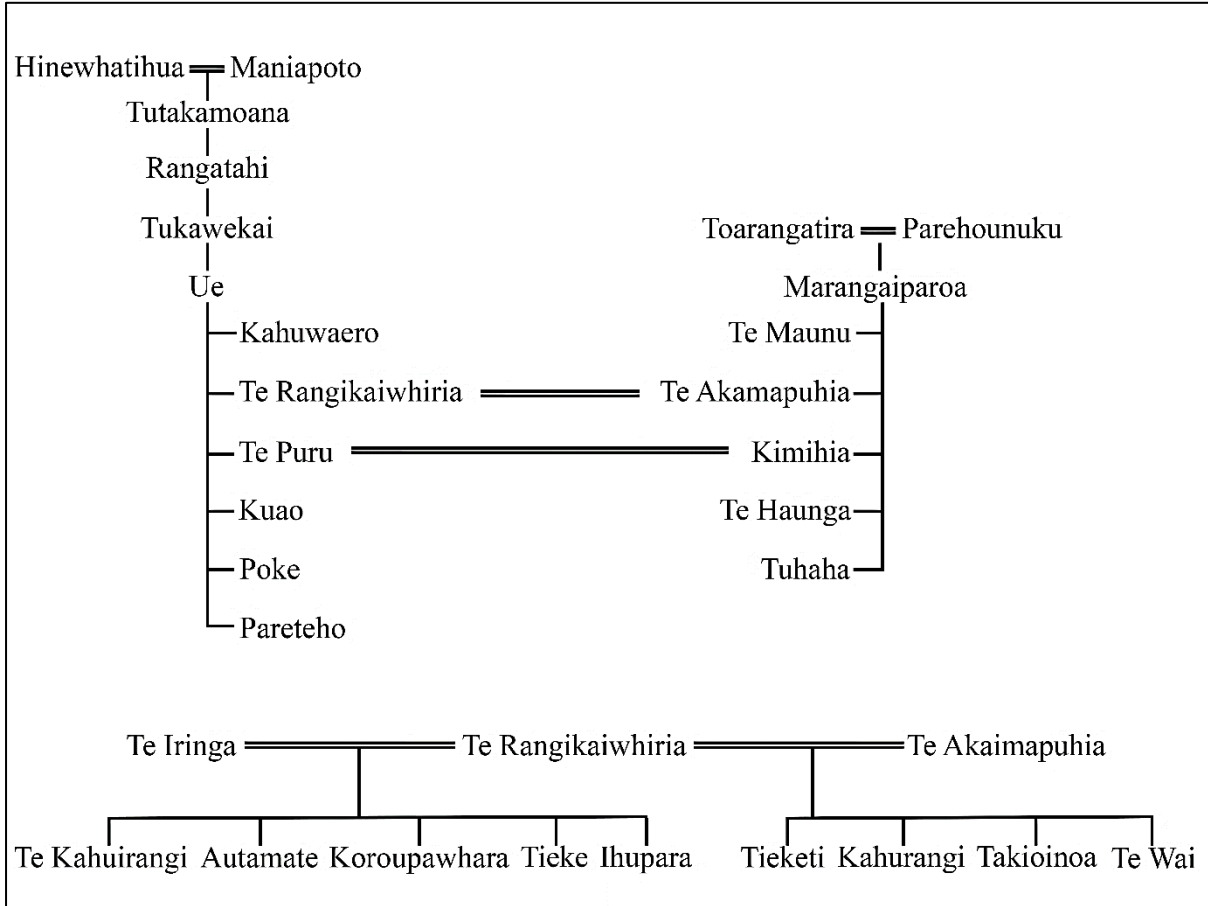 Hinewhatihua Maniapoto
Tutakamoana
Rangatahi
Tukawekai Toarangatira Parehounuku
Ue Marangaiparoa
Kahuwaero Te Maunu
Te Rangikaiwhiria Te Akamapuhia
Te Puru Kimihia
Kuao Te Haunga
Poke Tuhaha
Pareteho
Te Iringa Te Rangikaiwhiria Te Akaimapuhia
Te Kahuirangi Autamate Koroupawhara Tieke Ihupara Tieketi Kahurangi Takioinoa Te Wai